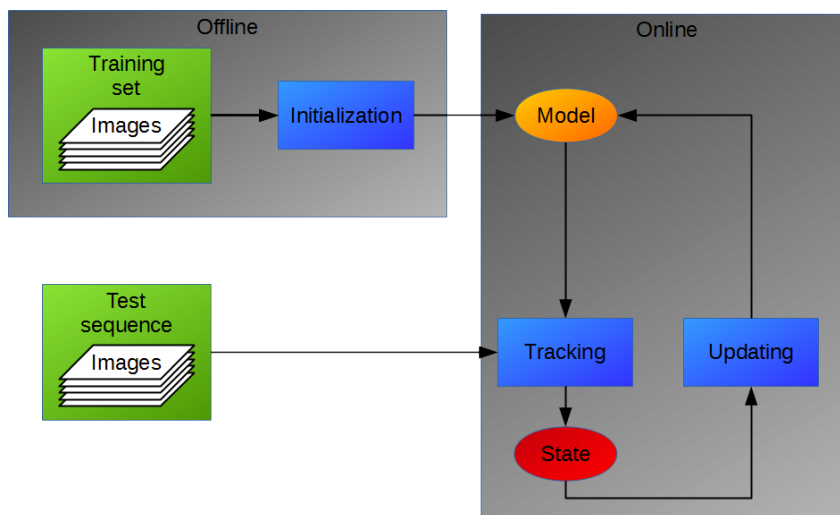 Offline
Training
set
Images
Initialization
Online
Model
Test
sequence
Images
Tracking
Updating
State